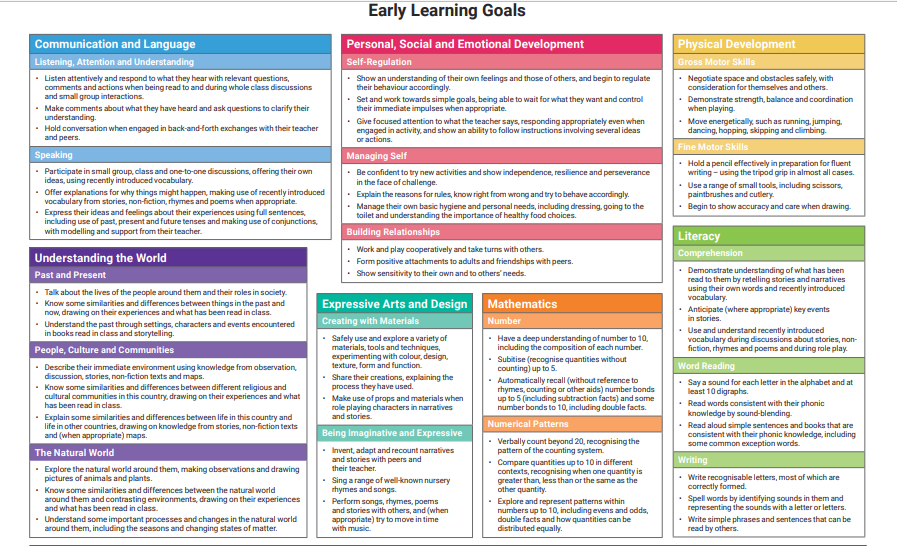 Early Learning Goals
Communication and Language
Listening, Attention and Understanding
• Listen attentively and respond to what they hear with relevant questions,
comments and actions when being read to and during whole class discussions
and small group interactions.
• Make comments about what they have heard and ask questions to clarify their
understanding.
• Hold conversation when engaged in back-and-forth exchanges with their teacher
and peers.
Speaking
• Participate in small group, class and one-to-one discussions, offering their own
ideas, using recently introduced vocabulary.
• Offer explanations for why things might happen, making use of recently introduced
vocabulary from stories, non-fiction, rhymes and poems when appropriate.
• Express their ideas and feelings about their experiences using full sentences,
including use of past, present and future tenses and making use of conjunctions,
with modelling and support from their teacher.
Personal, Social and Emotional Development
Self-Regulation
• Show an understanding of their own feelings and those of others, and begin to regulate
their behaviour accordingly.
• Set and work towards simple goals, being able to wait for what they want and control
their immediate impulses when appropriate.
• Give focused attention to what the teacher says, responding appropriately even when
engaged in activity, and show an ability to follow instructions involving several ideas
or actions.
Managing Self
• Be confident to try new activities and show independence, resilience and perseverance
in the face of challenge.
• Explain the reasons for rules, know right from wrong and try to behave accordingly.
• Manage their own basic hygiene and personal needs, including dressing, going to the
toilet and understanding the importance of healthy food choices.
Building Relationships
• Work and play cooperatively and take turns with others.
• Form positive attachments to adults and friendships with peers.
• Show sensitivity to their own and to others' needs.
Physical Development
Gross Motor Skills
• Negotiate space and obstacles safely, with
consideration for themselves and others.
• Demonstrate strength, balance and coordination
when playing.
• Move energetically, such as running, jumping,
dancing, hopping, skipping and climbing.
Fine Motor Skills
• Hold a pencil effectively in preparation for fluent
writing – using the tripod grip in almost all cases.
• Use a range of small tools, including scissors,
paintbrushes and cutlery.
• Begin to show accuracy and care when drawing.
Understanding the World
Past and Present
• Talk about the lives of the people around them and their roles in society.
• Know some similarities and differences between things in the past and
now, drawing on their experiences and what has been read in class.
• Understand the past through settings, characters and events encountered
in books read in class and storytelling.
People, Culture and Communities
• Describe their immediate environment using knowledge from observation,
discussion, stories, non-fiction texts and maps.
• Know some similarities and differences between different religious and
cultural communities in this country, drawing on their experiences and what
has been read in class.
• Explain some similarities and differences between life in this country and
life in other countries, drawing on knowledge from stories, non-fiction texts
and (when appropriate) maps.
The Natural World
• Explore the natural world around them, making observations and drawing
pictures of animals and plants.
• Know some similarities and differences between the natural world
around them and contrasting environments, drawing on their experiences
and what has been read in class.
• Understand some important processes and changes in the natural world
around them, including the seasons and changing states of matter.
Expressive Arts and Design
Creating with Materials
• Safely use and explore a variety of
materials, tools and techniques,
experimenting with colour, design,
texture, form and function.
• Share their creations, explaining the
process they have used.
• Make use of props and materials when
role playing characters in narratives
and stories.
Being Imaginative and Expressive
• Invent, adapt and recount narratives
and stories with peers and
their teacher.
• Sing a range of well-known nursery
rhymes and songs.
• Perform songs, rhymes, poems
and stories with others, and (when
appropriate) try to move in time
with music.
Mathematics
Number
• Have a deep understanding of number to 10,
including the composition of each number.
• Subitise (recognise quantities without
counting) up to 5.
• Automatically recall (without reference to
rhymes, counting or other aids) number bonds
up to 5 (including subtraction facts) and some
number bonds to 10, including double facts.
Numerical Patterns
• Verbally count beyond 20, recognising the
pattern of the counting system.
• Compare quantities up to 10 in different
contexts, recognising when one quantity is
greater than, less than or the same as the
other quantity.
• Explore and represent patterns within
numbers up to 10, including evens and odds,
double facts and how quantities can be
distributed equally.
Literacy
Comprehension
• Demonstrate understanding of what has been
read to them by retelling stories and narratives
using their own words and recently introduced
vocabulary.
• Anticipate (where appropriate) key events
in stories.
• Use and understand recently introduced
vocabulary during discussions about stories, non-
fiction, rhymes and poems and during role play.
Word Reading
• Say a sound for each letter in the alphabet and at
least 10 digraphs.
• Read words consistent with their phonic
knowledge by sound-blending.
• Read aloud simple sentences and books that are
consistent with their phonic knowledge, including
some common exception words.
Writing
• Write recognisable letters, most of which are
correctly formed.
• Spell words by identifying sounds in them and
representing the sounds with a letter or letters.
• Write simple phrases and sentences that can be
read by others.